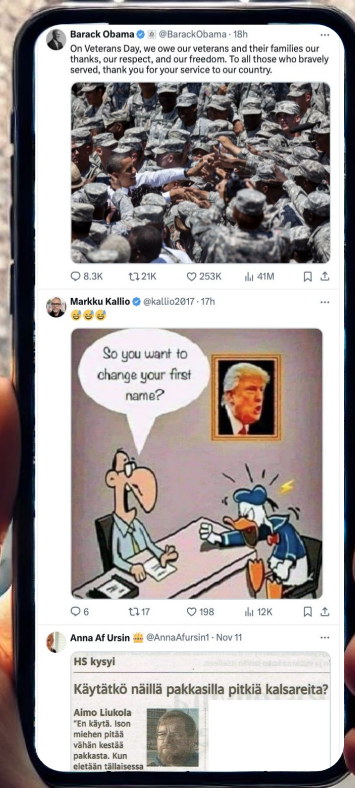 Barack Obama @BarackObama · 18h
On Veterans Day, we owe our veterans and their families our
thanks, our respect, and our freedom. To all those who bravely
served, thank you for your service to our country.
8.3K 21K 253K 41M
Markku Kallio @kallio2017 · 17h
So you want to
change your first
name?
6 17 198 12K
Anna Af Ursin @AnnaAfursin1 · Nov 11
HS kysyi
Käytätkö näillä pakkasilla pitkiä kalsareita?
Aimo Liukola
"En käytä. Ison
miehen pitää
vähän kestää
pakkasta. Kun
eletään tällaisessa